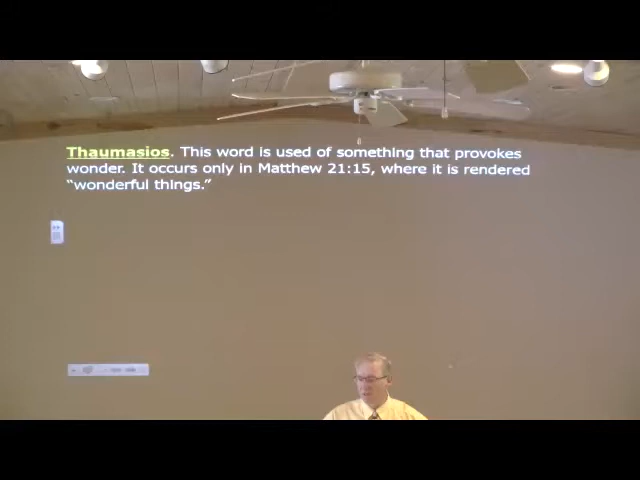 Thaumasios. This word is used of something that provokes
wonder. It occurs only in Matthew 21:15, where it is rendered
“wonderful things.”